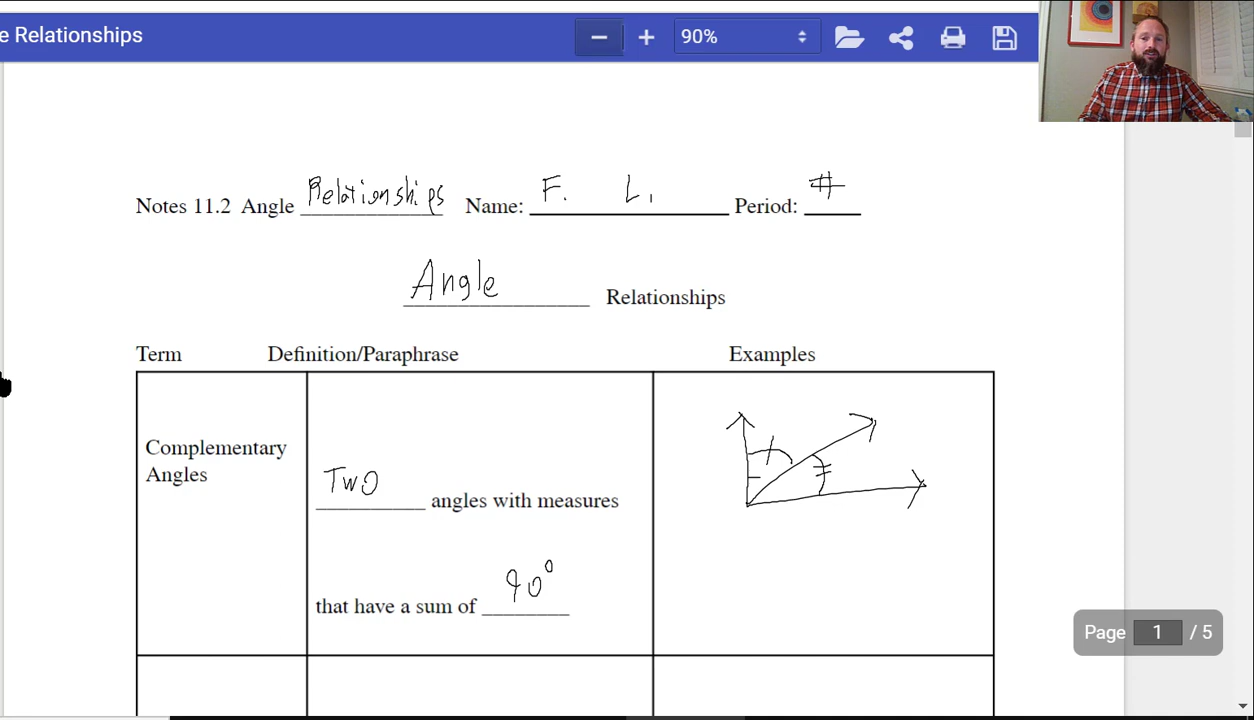 e Relationships
90%
Notes 11.2 Angle Relationships Name: F. L. Period: #
Angle Relationships
Term Definition/Paraphrase Examples
Complementary
Angles
Two angles with measures
that have a sum of 90°
Page 1 / 5